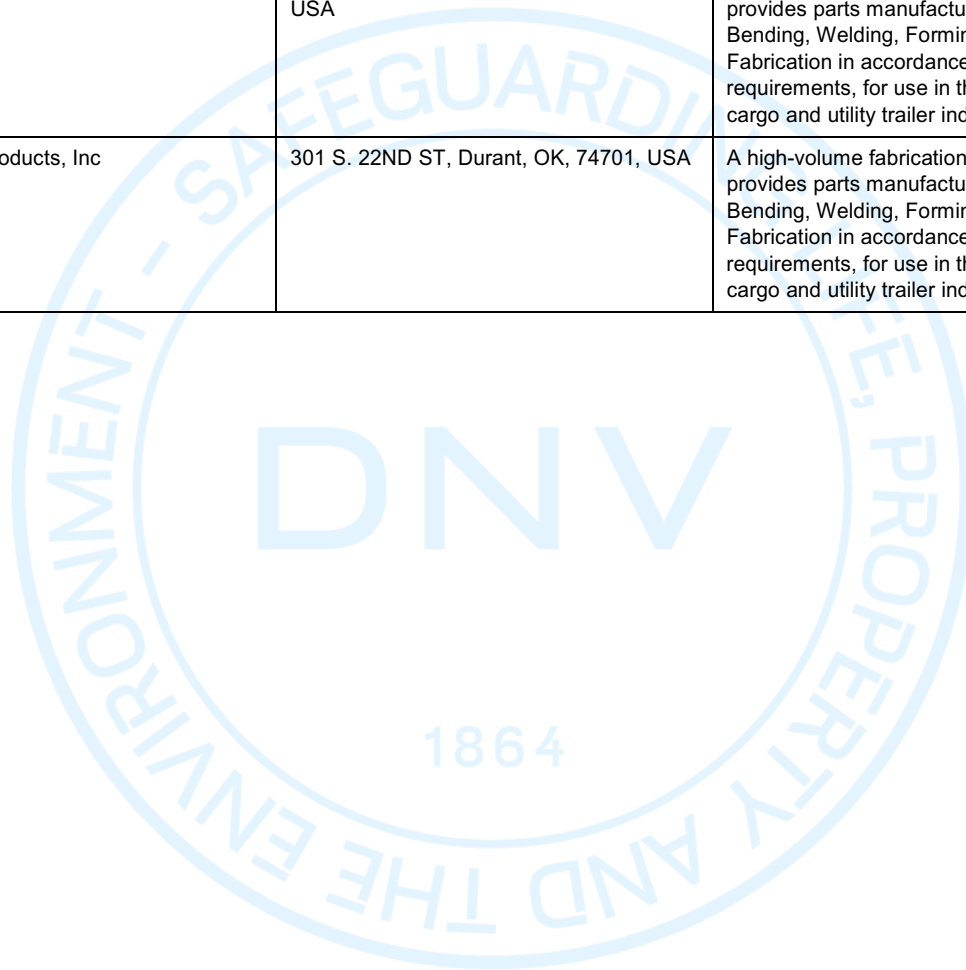 USA
provides parts manufactu
Bending, Welding, Formin
Fabrication in accordance
requirements, for use in th
cargo and utility trailer ind
oducts, Inc
301 S. 22ND ST, Durant, OK, 74701, USA
A high-volume fabrication
provides parts manufactu
Bending, Welding, Formin
Fabrication in accordance
requirements, for use in th
cargo and utility trailer ind
SAFEGUARDING LIFE, PROPERTY AND THE ENVIRONMENT -
DNV
1864